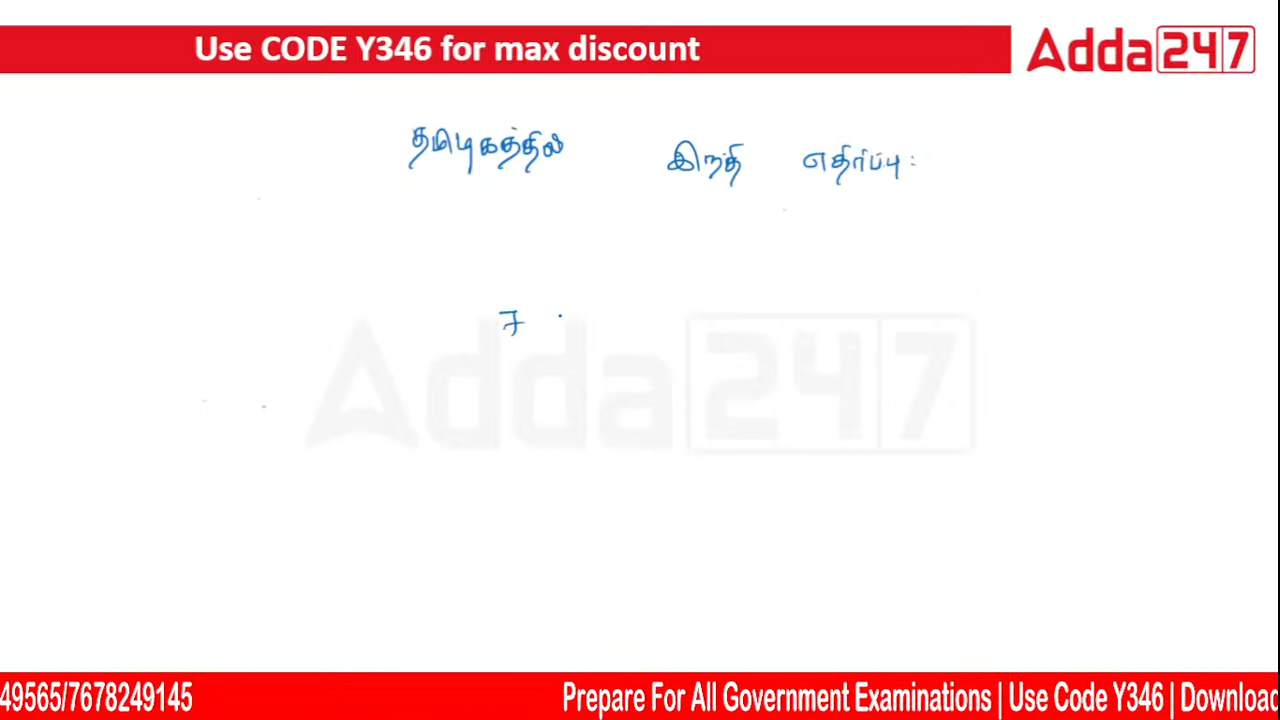 Use CODE Y346 for max discount
Adda247
தமிழகத்தில் இந்தி எதிர்ப்பு :
ச
Adda247
49565/7678249145 Prepare For All Government Examinations | Use Code Y346 | Download